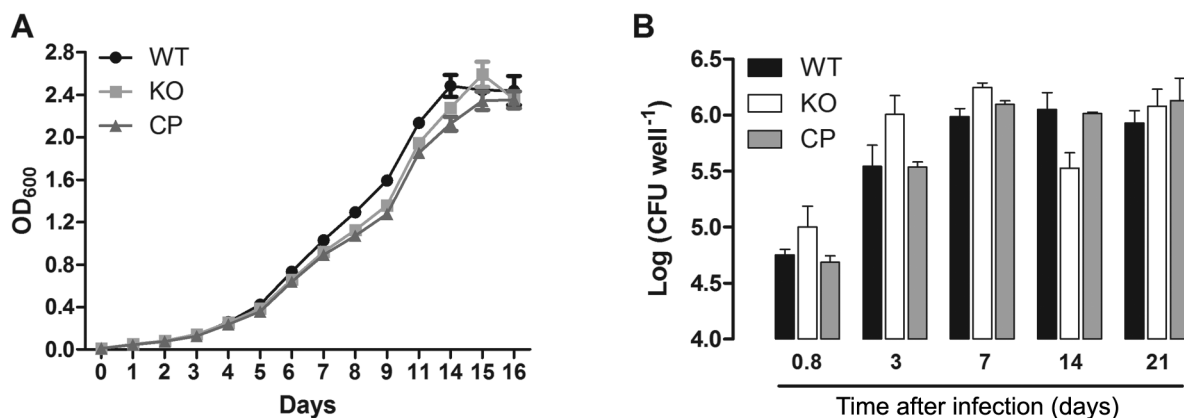 A
2.8
2.4
2.0
1.6
1.2
0.8
0.4
0.0
OD600
WT
KO
CP
0 1 2 3 4 5 6 7 8 9 11 14 15 16
Days
B
6.5
6.0
5.5
5.0
4.5
4.0
Log (CFU well-1)
WT
KO
CP
0.8 3 7 14 21
Time after infection (days)